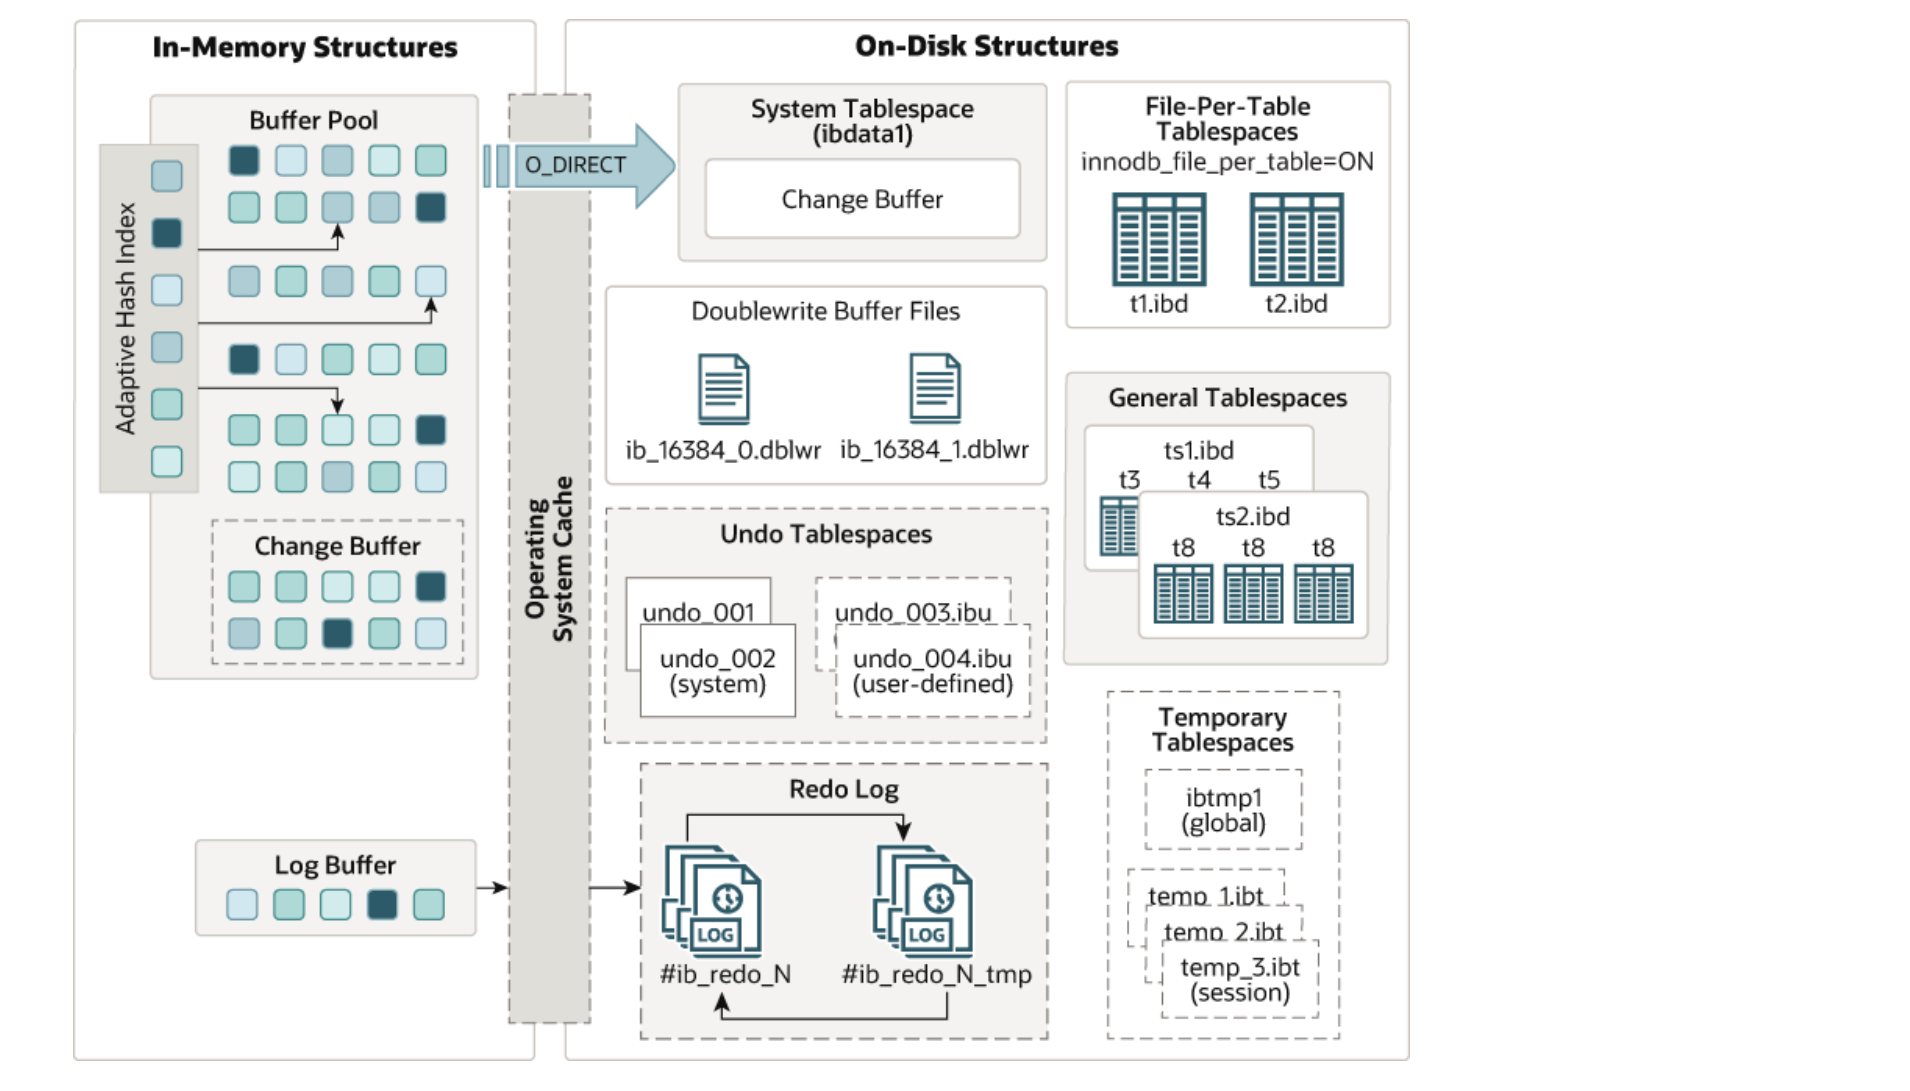 In-Memory Structures
Buffer Pool
Adaptive Hash Index
Change Buffer
Log Buffer
Operating
System Cache
O_DIRECT
On-Disk Structures
System Tablespace
(ibdata1)
Change Buffer
Doublewrite Buffer Files
ib_16384_0.dblwr
ib_16384_1.dblwr
Undo Tablespaces
undo_001
undo_002
(system)
undo_003.ibu
undo_004.ibu
(user-defined)
Redo Log
LOG
LOG
#ib_redo_N
#ib_redo_N_tmp
File-Per-Table
Tablespaces
innodb_file_per_table=ON
t1.ibd
t2.ibd
General Tablespaces
ts1.ibd
t3 t4 t5
ts2.ibd
t8 t8 t8
Temporary
Tablespaces
ibtmp1
(global)
temp_1.ibt
temp_2.ibt
temp_3.ibt
(session)